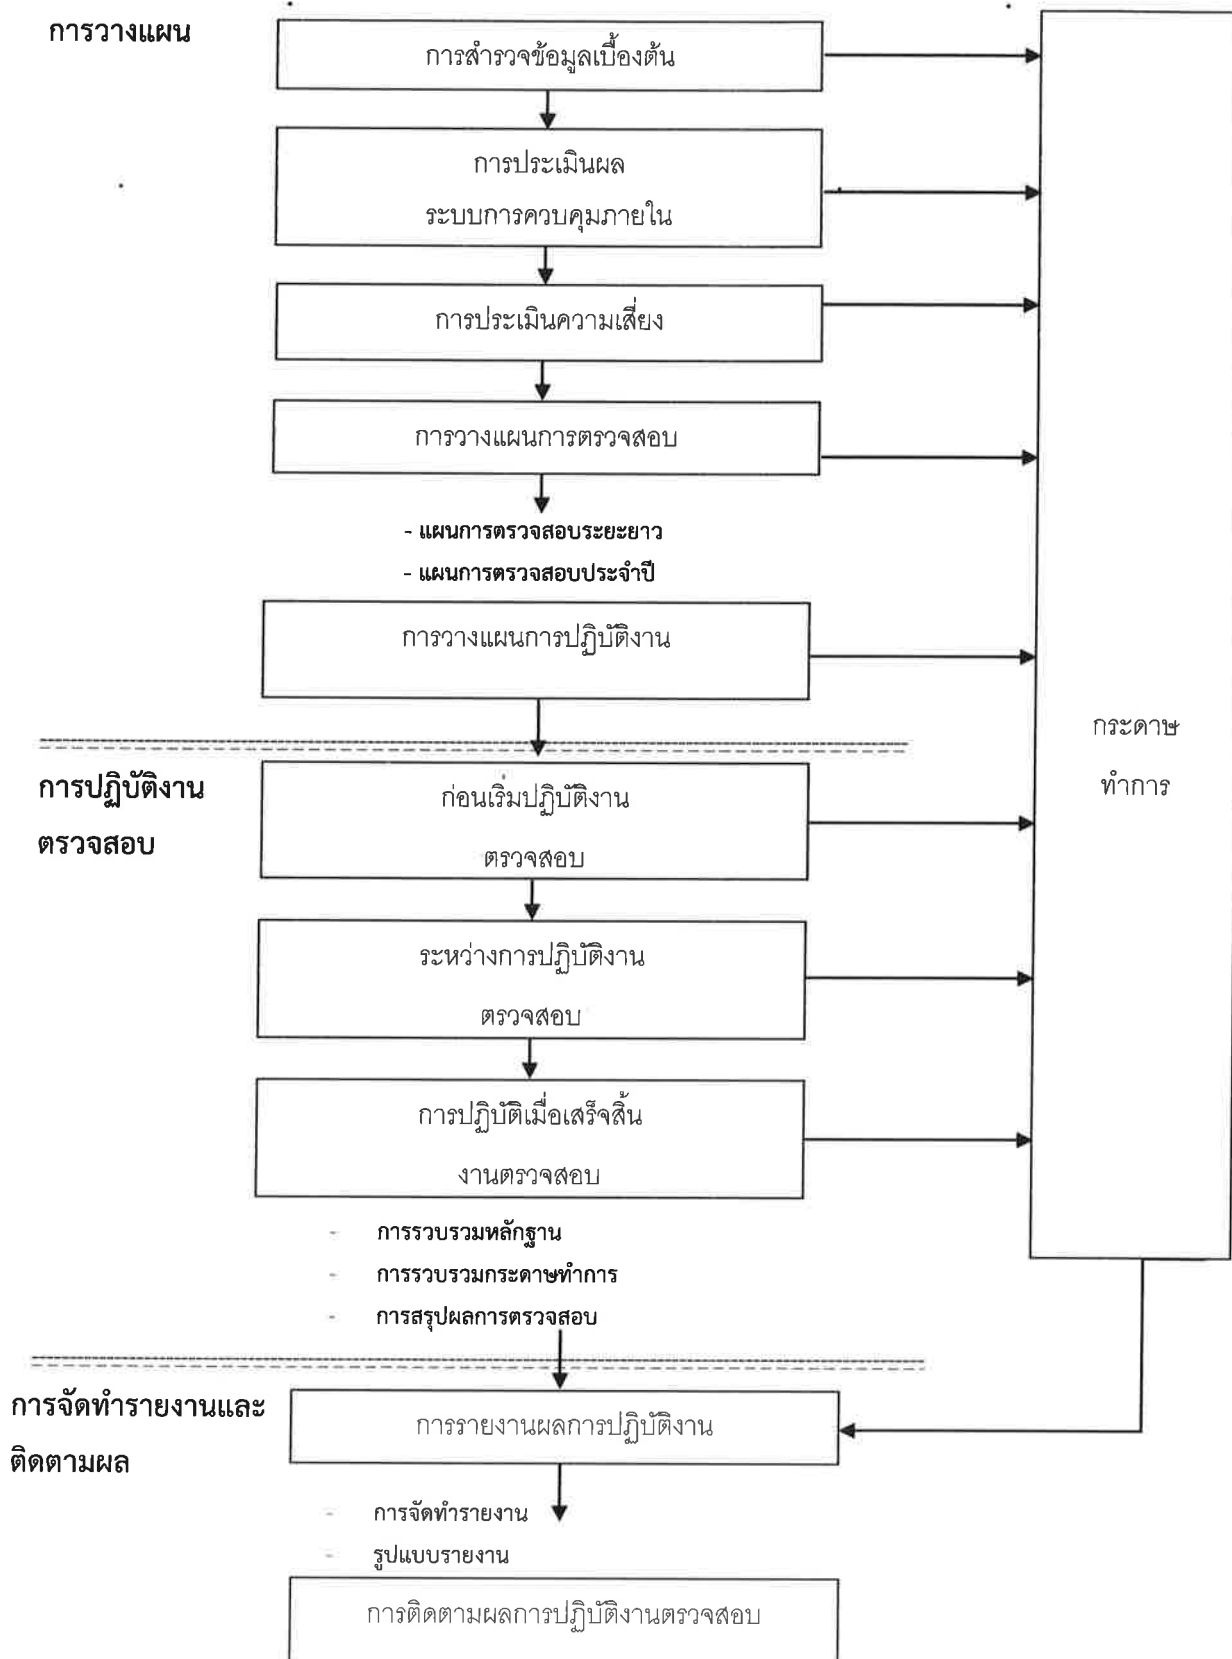 การวางแผน
การสำรวจข้อมูลเบื้องต้น
การประเมินผล
ระบบการควบคุมภายใน
การประเมินความเสี่ยง
การวางแผนการตรวจสอบ
- แผนการตรวจสอบระยะยาว
- แผนการตรวจสอบประจำปี
การวางแผนการปฏิบัติงาน
กระดาษ
ทำการ
การปฏิบัติงาน
ตรวจสอบ
ก่อนเริ่มปฏิบัติงาน
ตรวจสอบ
ระหว่างการปฏิบัติงาน
ตรวจสอบ
การปฏิบัติเมื่อเสร็จสิ้น
งานตรวจสอบ
- การรวบรวมหลักฐาน
- การรวบรวมกระดาษทำการ
- การสรุปผลการตรวจสอบ
การจัดทำรายงานและ
ติดตามผล
การรายงานผลการปฏิบัติงาน
- การจัดทำรายงาน
- รูปแบบรายงาน
การติดตามผลการปฏิบัติงานตรวจสอบ